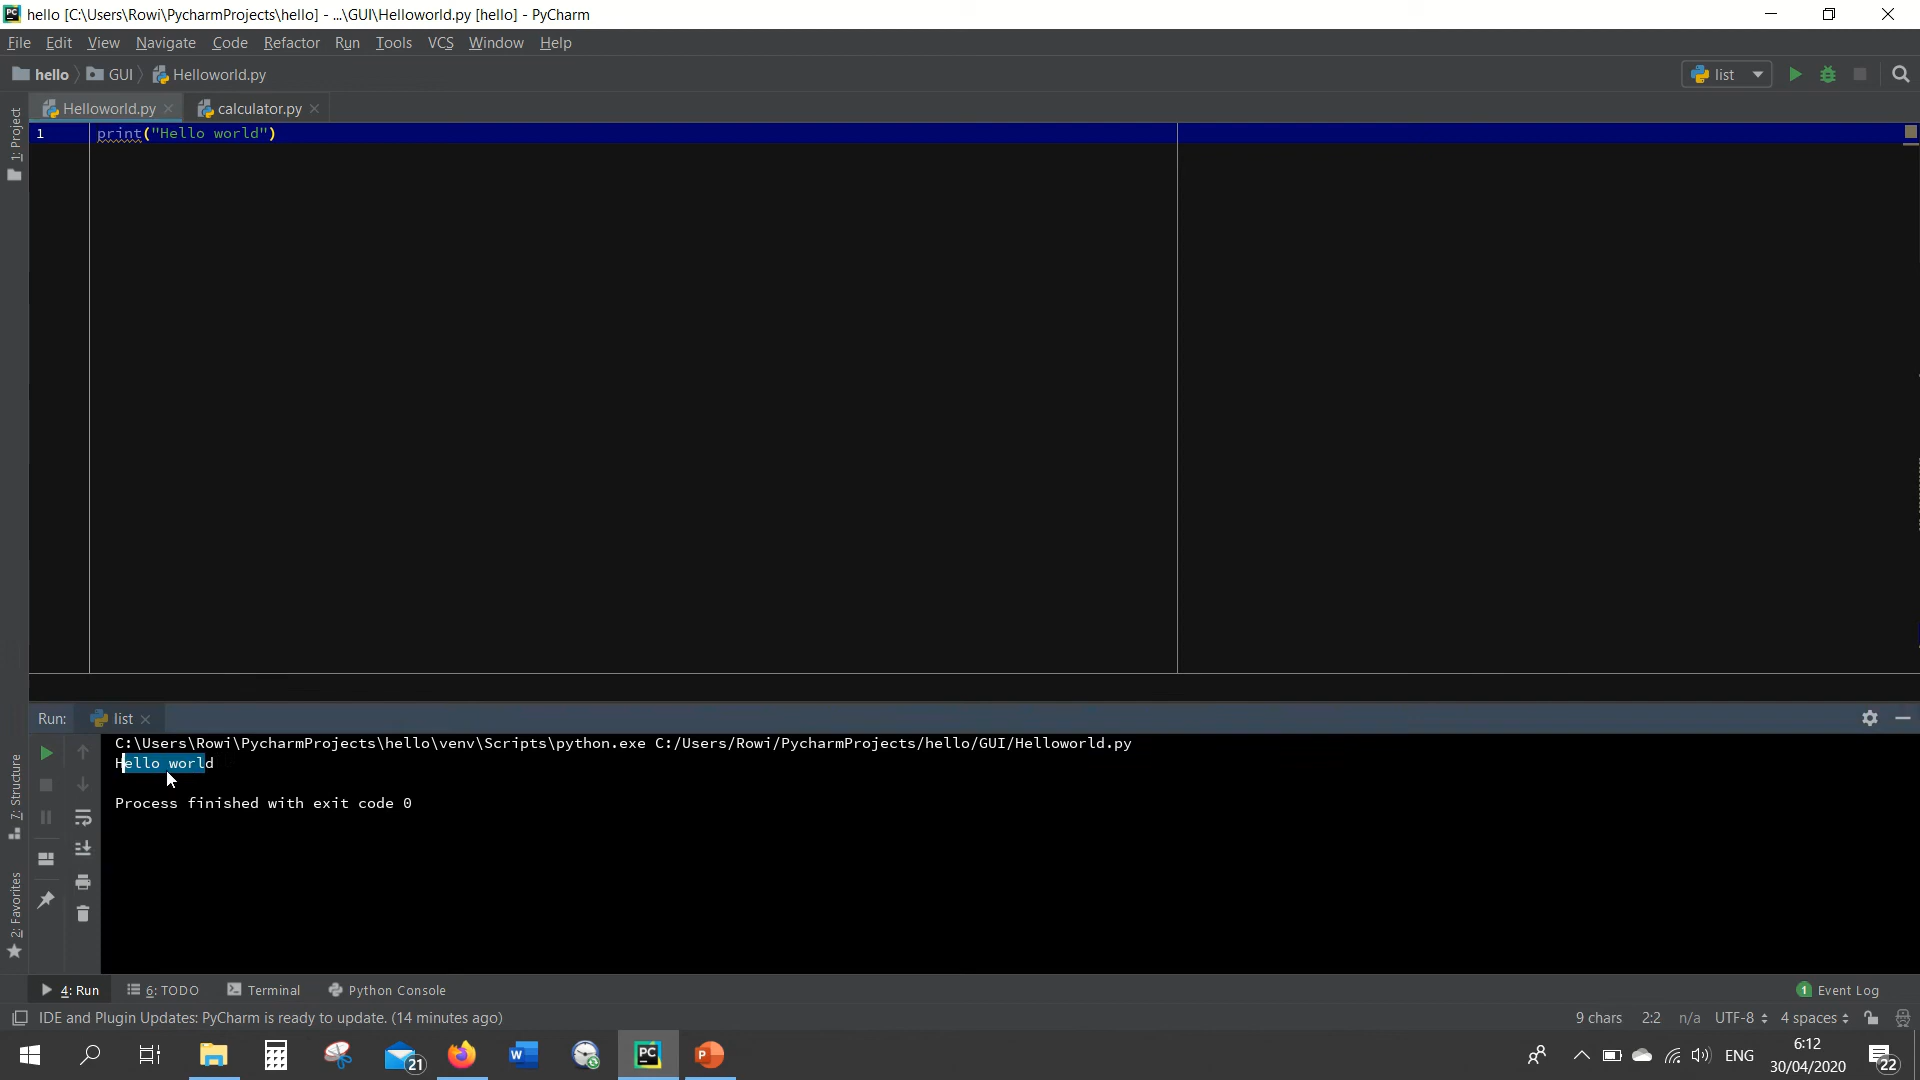 hello [C:\Users\Rowi\PycharmProjects\hello] - ...\GUI\Helloworld.py [hello] - PyCharm
File Edit View Navigate Code Refactor Run Tools VCS Window Help
hello GUI Helloworld.py list
Helloworld.py calculator.py
1: Project
1 print("Hello world")
Run: list
C:\Users\Rowi\PycharmProjects\hello\venv\Scripts\python.exe C:/Users/Rowi/PycharmProjects/hello/GUI/Helloworld.py
Hello world
Process finished with exit code 0
7: Structure
2: Favorites
4: Run 6: TODO Terminal Python Console 1 Event Log
IDE and Plugin Updates: PyCharm is ready to update. (14 minutes ago) 9 chars 2:2 n/a UTF-8 4 spaces
21 W PC P ENG 6:12
30/04/2020 22